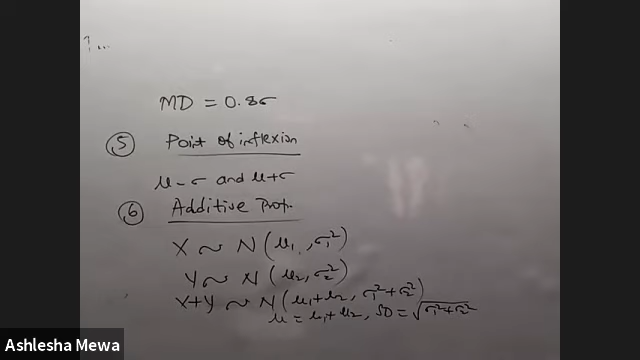 ? ...
MD = 0.8σ
⑤ Point of inflexion
μ-σ and μ+σ
⑥ Additive Prop.
X ~ N(μ₁, σ₁²)
Y ~ N(μ₂, σ₂²)
X+Y ~ N(μ₁+μ₂, σ₁²+σ₂²)
μ = μ₁+μ₂, SD = √σ₁²+σ₂²
Ashlesha Mewa